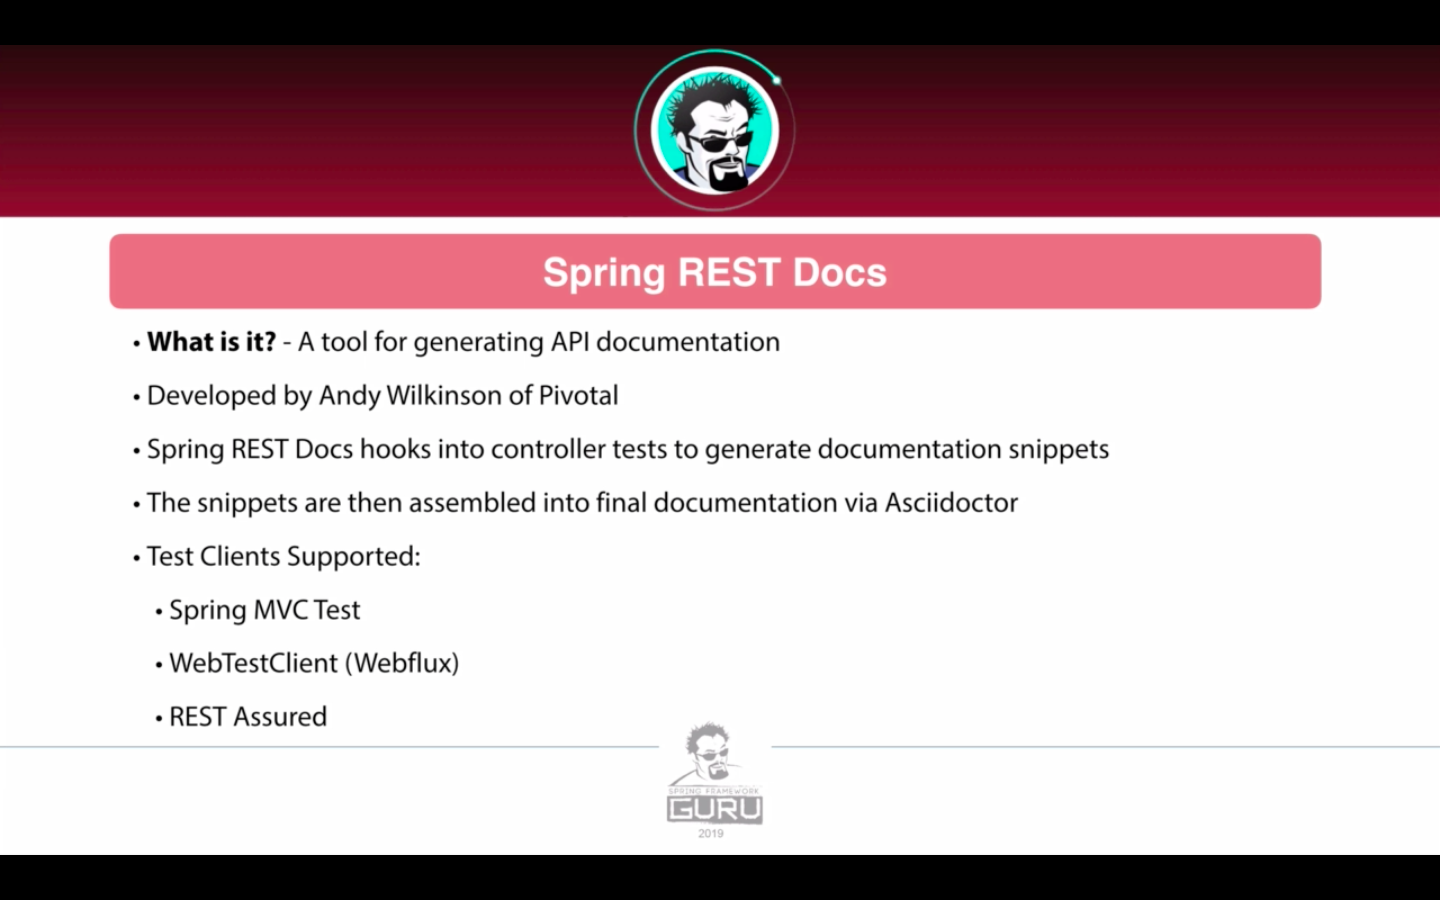 Spring REST Docs
• What is it? - A tool for generating API documentation
• Developed by Andy Wilkinson of Pivotal
• Spring REST Docs hooks into controller tests to generate documentation snippets
• The snippets are then assembled into final documentation via Asciidoctor
• Test Clients Supported:
• Spring MVC Test
• WebTestClient (Webflux)
• REST Assured
SPRING FRAMEWORK
GURU
2019